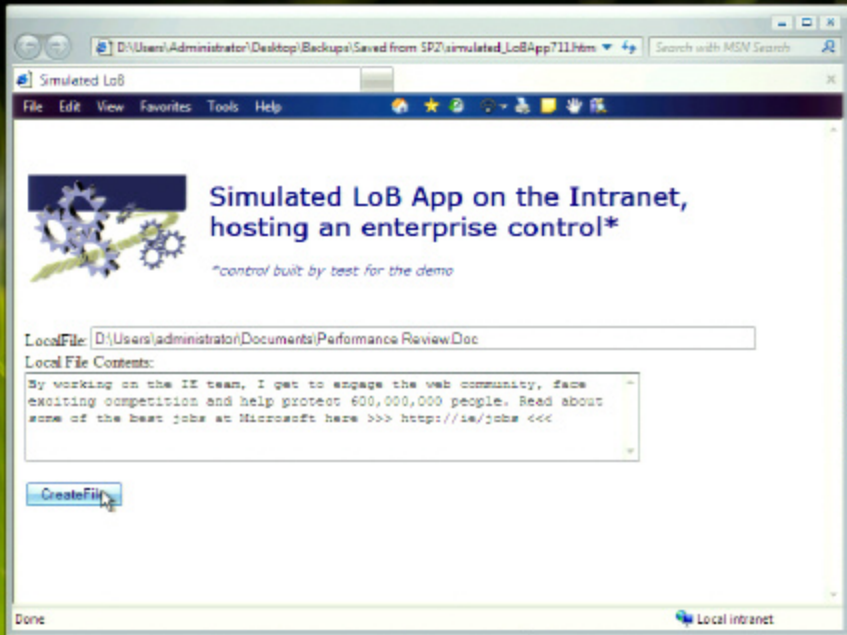 D:\Users\Administrator\Desktop\Backups\Saved from SP2\simulated_LoBApp711.htm
Search with MSN Search
Simulated LoB
File Edit View Favorites Tools Help
Simulated LoB App on the Intranet,
hosting an enterprise control*
*control built by test for the demo
LocalFile: D:\Users\administrator\Documents\Performance Review.Doc
Local File Contents:
By working on the IE team, I get to engage the web community, face
exciting competition and help protect 600,000,000 people. Read about
some of the best jobs at Microsoft here >>> http://ie/jobs <<<
CreateFile
Done
Local intranet